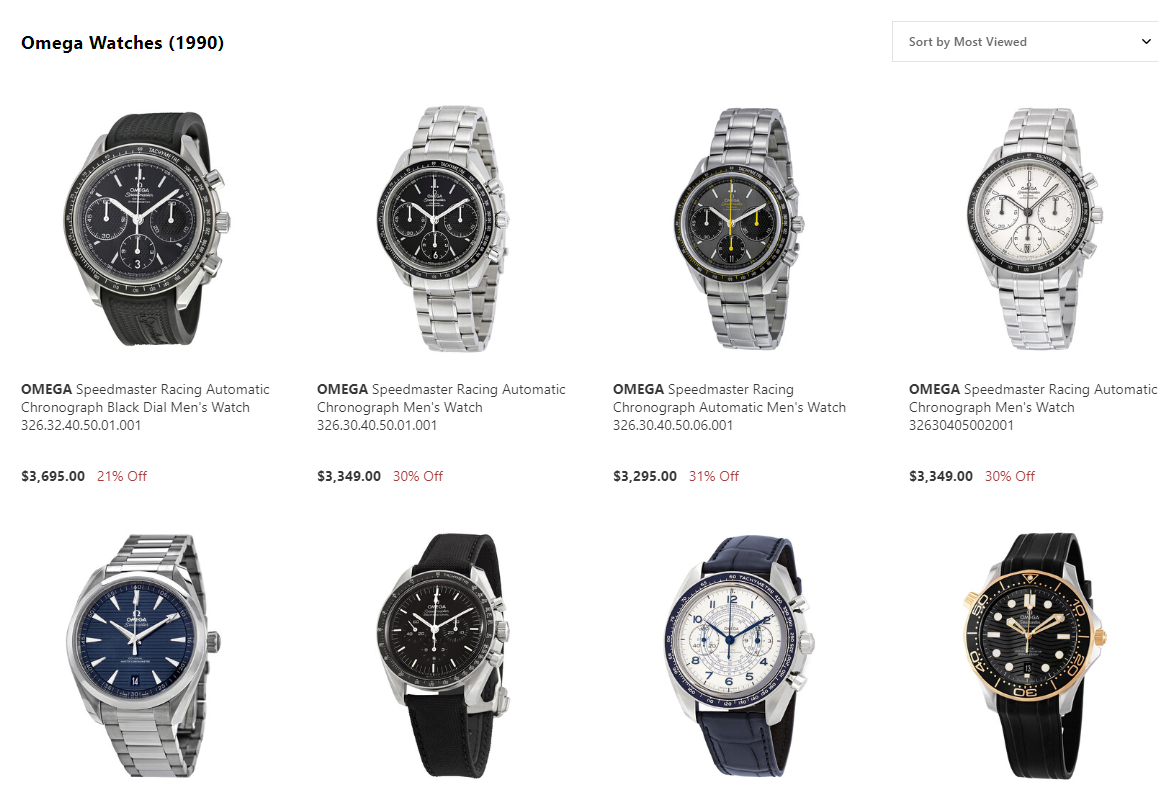 Omega Watches (1990)
Sort by Most Viewed
OMEGA Speedmaster Racing Automatic
Chronograph Black Dial Men's Watch
326.32.40.50.01.001
$3,695.00 21% Off
OMEGA Speedmaster Racing Automatic
Chronograph Men's Watch
326.30.40.50.01.001
$3,349.00 30% Off
OMEGA Speedmaster Racing
Chronograph Automatic Men's Watch
326.30.40.50.06.001
$3,295.00 31% Off
OMEGA Speedmaster Racing Automatic
Chronograph Men's Watch
32630405002001
$3,349.00 30% Off